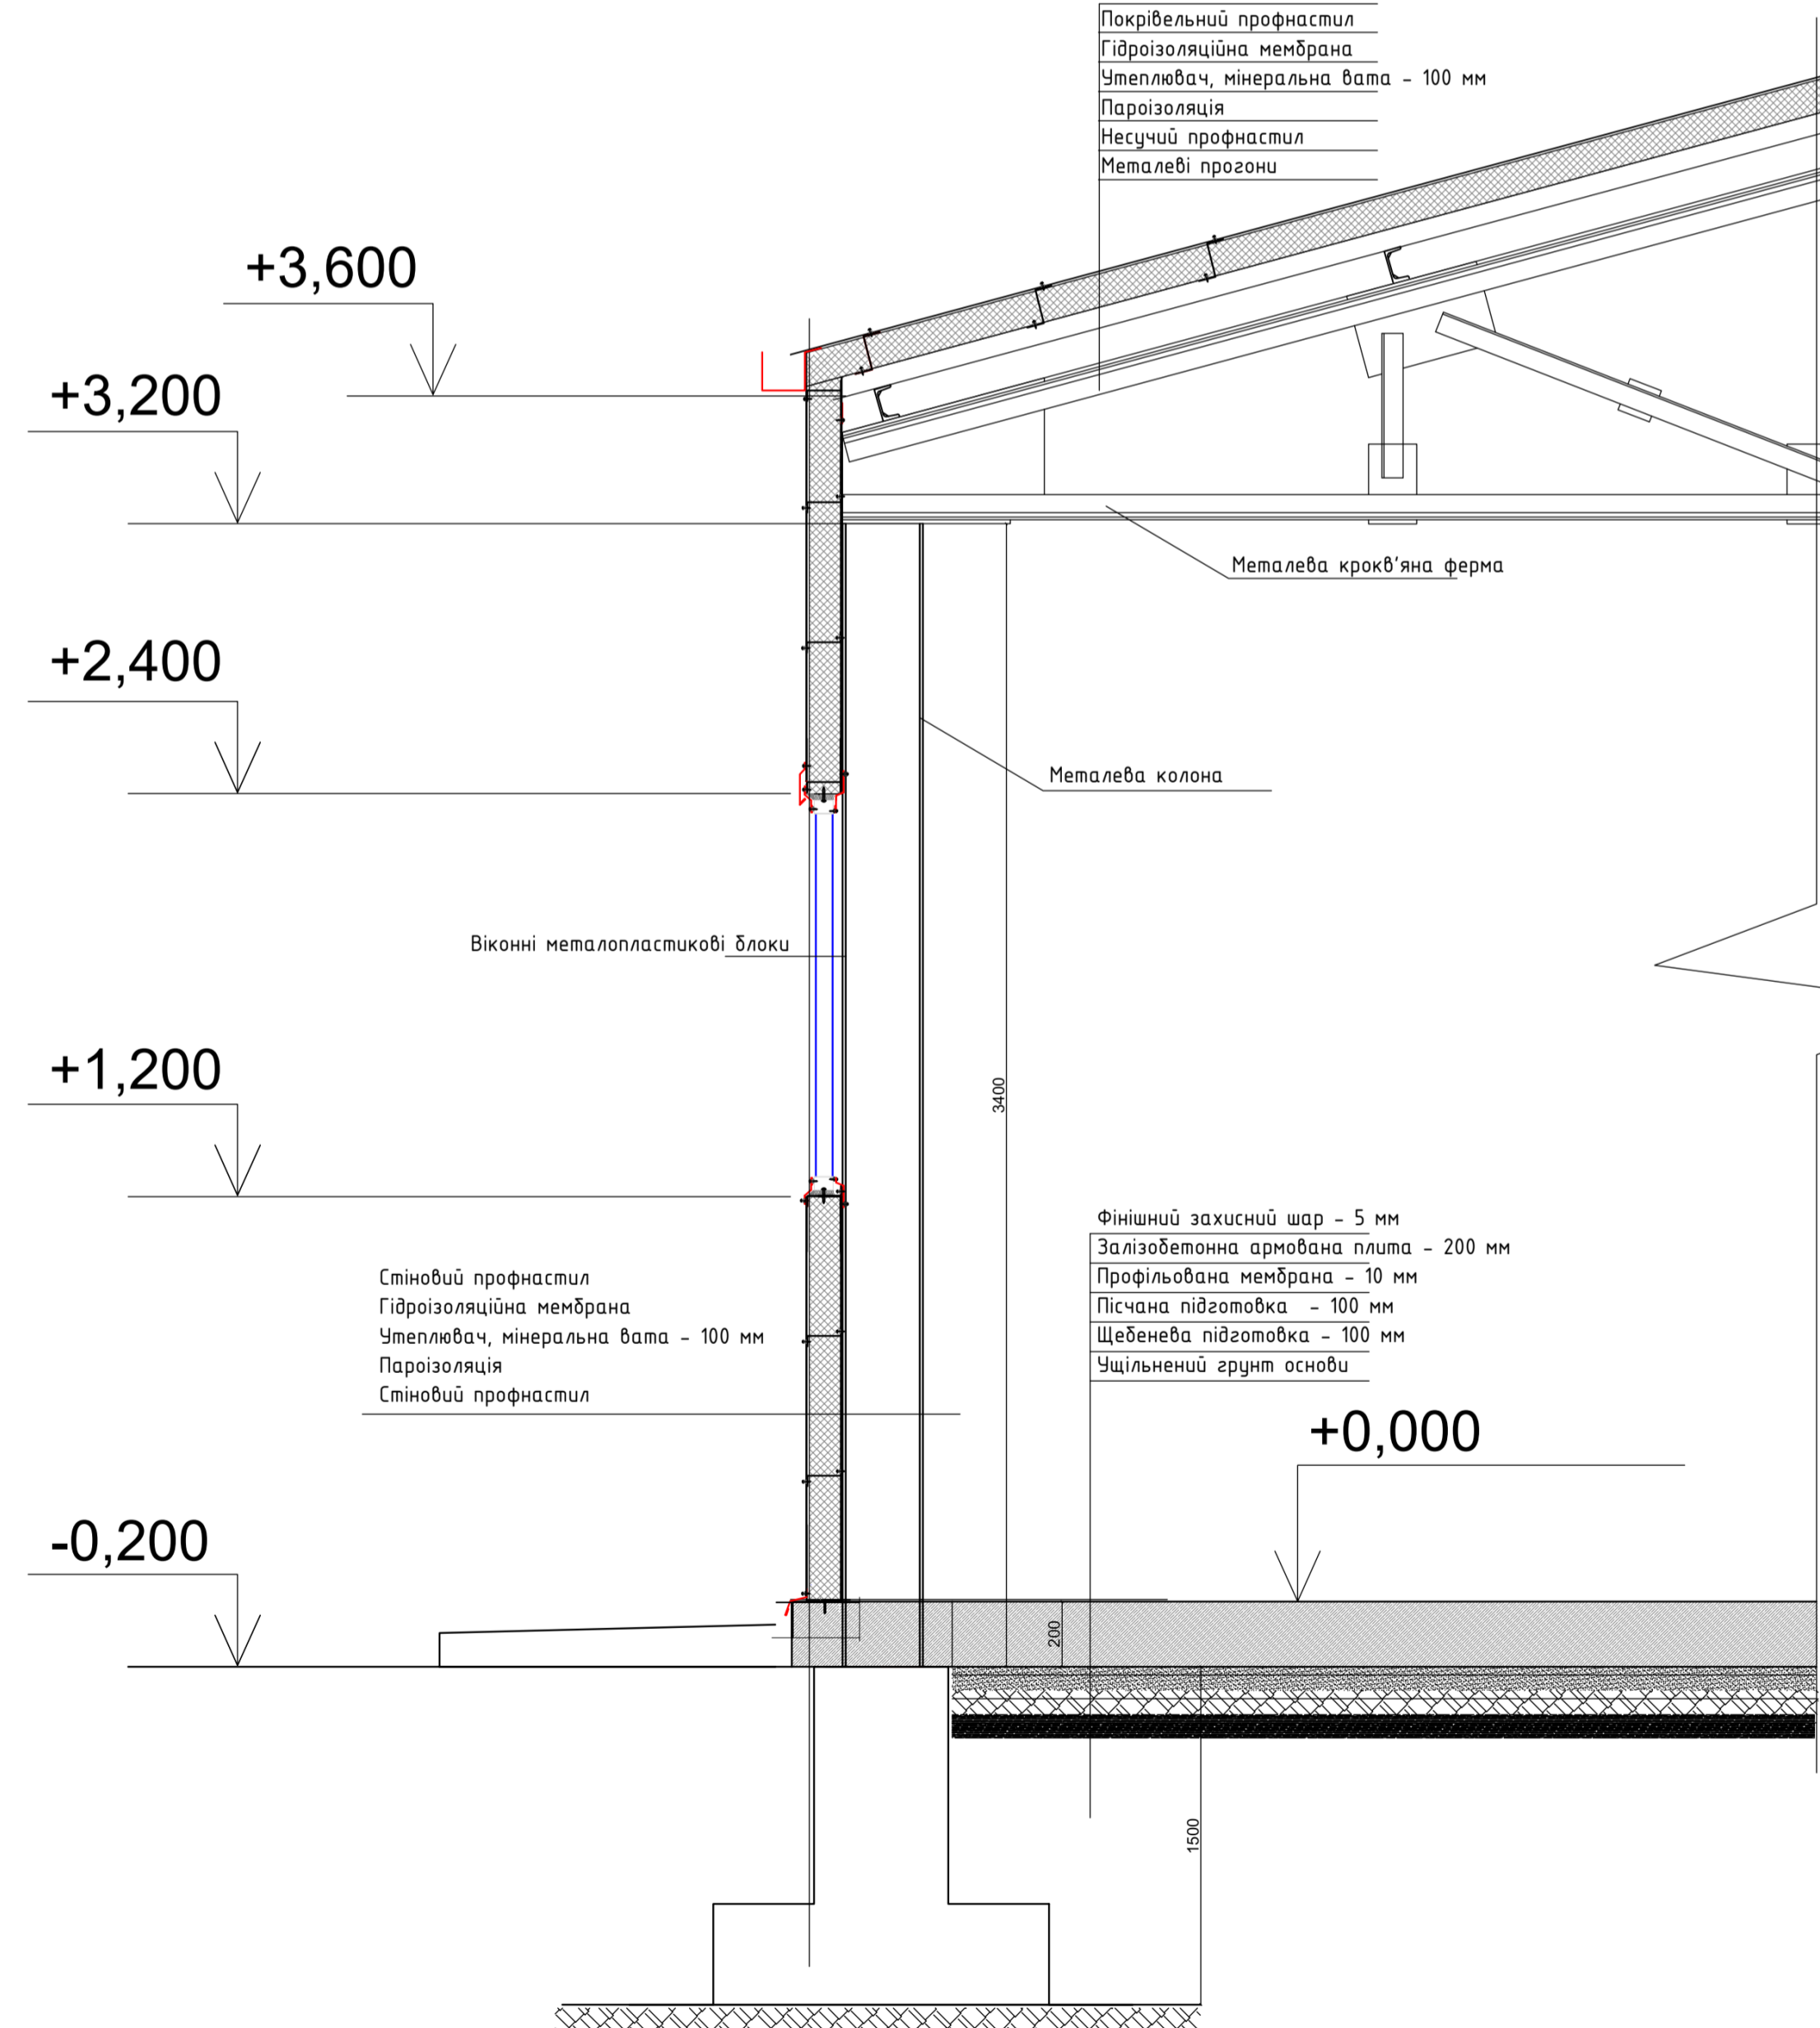 Покрівельний профнастил
Гідроізоляційна мембрана
Утеплювач, мінеральна вата - 100 мм
Пароізоляція
Несучий профнастил
Металеві прогони
+3,600
+3,200
Металева крокв'яна ферма
+2,400
Металева колона
Віконні металопластикові блоки
+1,200
3400
Фінішний захисний шар - 5 мм
Залізобетонна армована плита - 200 мм
Профільована мембрана - 10 мм
Пісчана підготовка - 100 мм
Щебенева підготовка - 100 мм
Ущільнений грунт основи
Стіновий профнастил
Гідроізоляційна мембрана
Утеплювач, мінеральна вата - 100 мм
Пароізоляція
Стіновий профнастил
+0,000
-0,200
200
1500